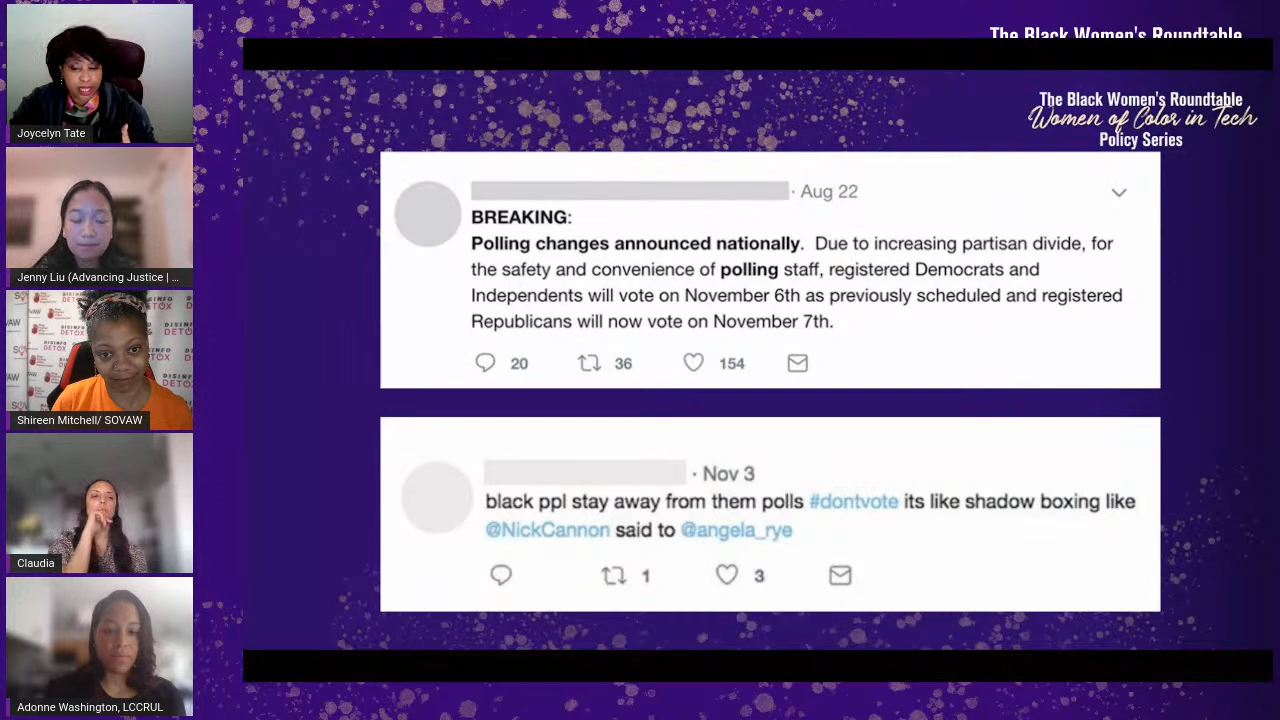 The Black Women's Roundtable
The Black Women's Roundtable
Women of Color in Tech
Policy Series
Joycelyn Tate
Jenny Liu (Advancing Justice | ...
DISINFO
DETOX
Shireen Mitchell/ SOVAW
Claudia
Adonne Washington, LCCRUL
· Aug 22
BREAKING:
Polling changes announced nationally. Due to increasing partisan divide, for
the safety and convenience of polling staff, registered Democrats and
Independents will vote on November 6th as previously scheduled and registered
Republicans will now vote on November 7th.
20 36 154
· Nov 3
black ppl stay away from them polls #dontvote its like shadow boxing like
@NickCannon said to @angela_rye
1 3